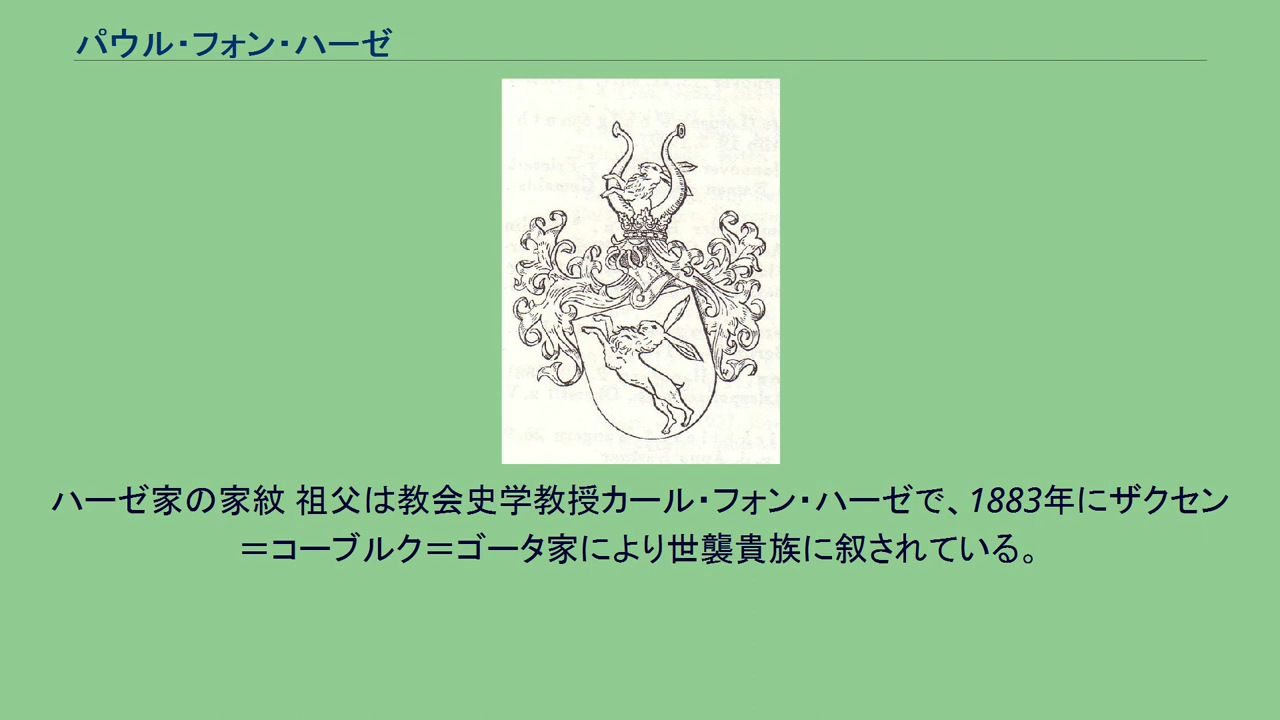 パウル・フォン・ハーゼ
ハーゼ家の家紋 祖父は教会史学教授カール・フォン・ハーゼで、1883年にザクセン
＝コーブルク＝ゴータ家により世襲貴族に叙されている。